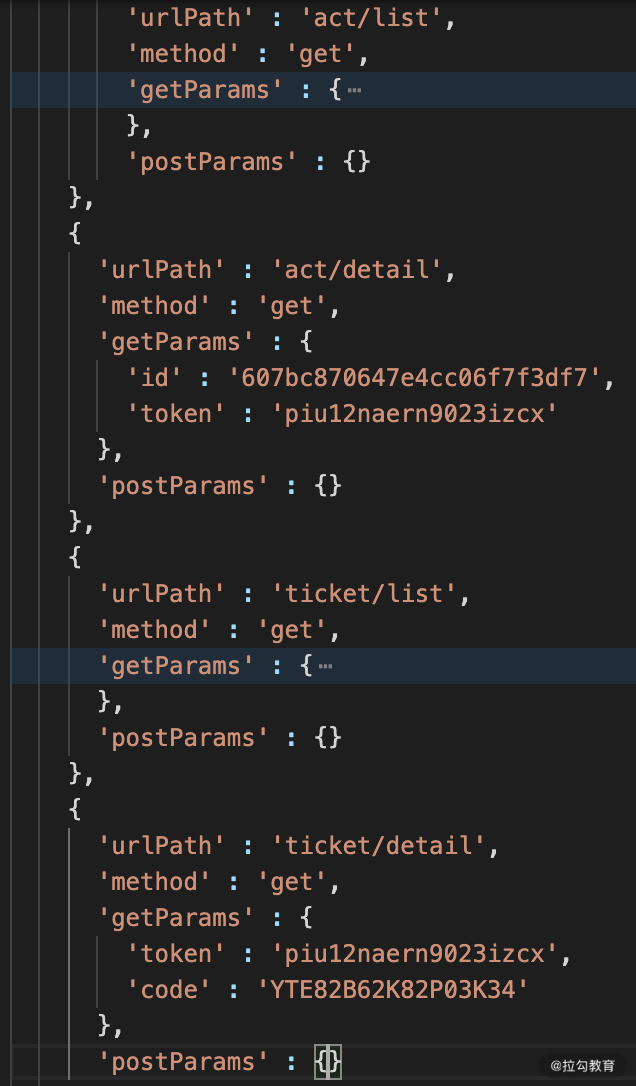 'urlPath' : 'act/list',
'method' : 'get',
'getParams' : {⋯
},
'postParams' : {}
},
{
'urlPath' : 'act/detail',
'method' : 'get',
'getParams' : {
'id' : '607bc870647e4cc06f7f3df7',
'token' : 'piu12naern9023izcx'
},
'postParams' : {}
},
{
'urlPath' : 'ticket/list',
'method' : 'get',
'getParams' : {⋯
},
'postParams' : {}
},
{
'urlPath' : 'ticket/detail',
'method' : 'get',
'getParams' : {
'token' : 'piu12naern9023izcx',
'code' : 'YTE82B62K82P03K34'
},
'postParams' : {}
@拉勾教育